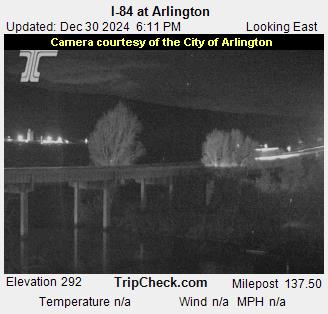 I-84 at Arlington
Updated: Dec 30 2024 6:11 PM Looking East
Camera courtesy of the City of Arlington
Elevation 292 TripCheck.com Milepost 137.50
Temperature n/a Wind n/a MPH n/a